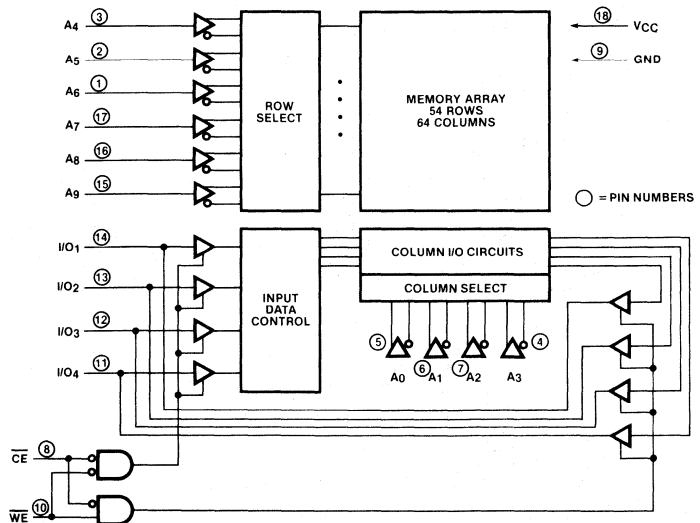 A4 3
A5 2
A6 1
A7 17
A8 16
A9 15
ROW
SELECT
MEMORY ARRAY
54 ROWS
64 COLUMNS
18 VCC
9 GND
= PIN NUMBERS
I/O1 14
I/O2 13
I/O3 12
I/O4 11
INPUT
DATA
CONTROL
COLUMN I/O CIRCUITS
COLUMN SELECT
5 6 7 4
A0 A1 A2 A3
CE 8
WE 10